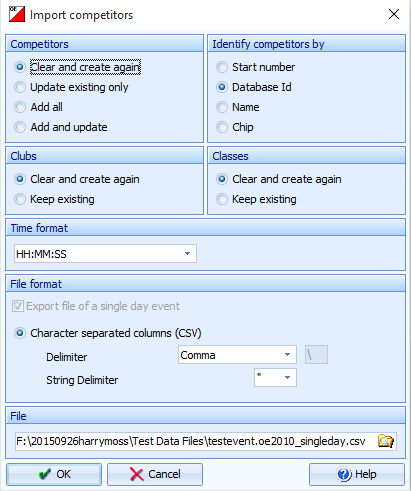 OE
Import competitors
Competitors
Clear and create again
Update existing only
Add all
Add and update
Identify competitors by
Start number
Database Id
Name
Chip
Clubs
Clear and create again
Keep existing
Classes
Clear and create again
Keep existing
Time format
HH:MM:SS
File format
Export file of a single day event
Character separated columns (CSV)
Delimiter
Comma
\
String Delimiter
"
File
F:\20150926harrymoss\Test Data Files\testevent.oe2010_singleday.csv
OK
Cancel
Help